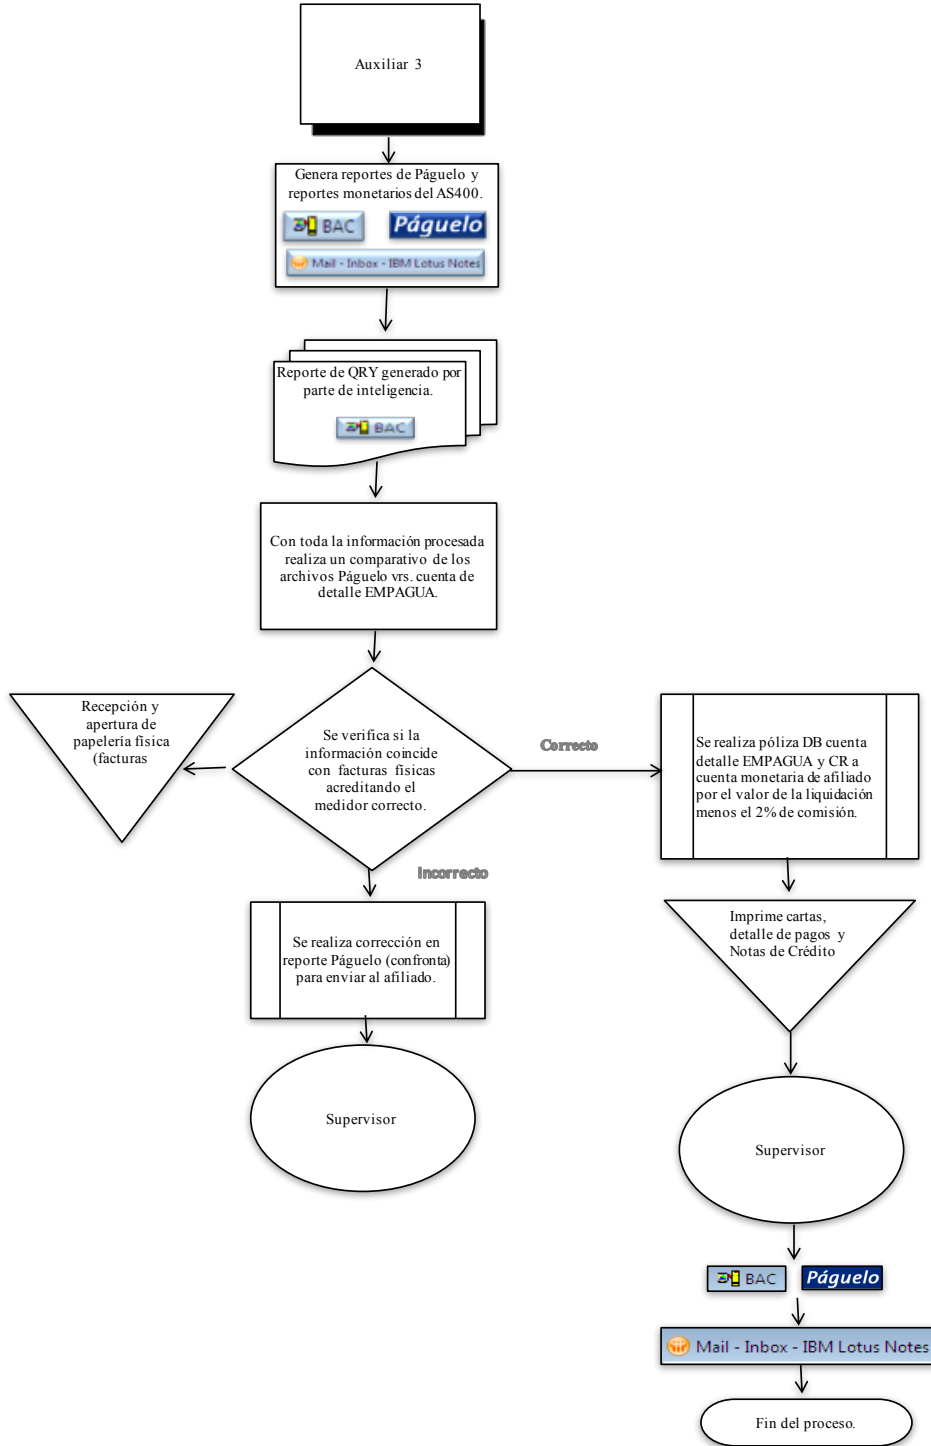 Auxiliar 3
Genera reportes de Páguelo y
reportes monetarios del AS400.
BAC
Páguelo
Mail - Inbox - IBM Lotus Notes
Reporte de QRY generado por
parte de inteligencia.
BAC
Con toda la información procesada
realiza un comparativo de los
archivos Páguelo vrs. cuenta de
detalle EMPAGUA.
Recepción y
apertura de
papelería física
(facturas
Se verifica si la
información coincide
con facturas físicas
acreditando el
medidor correcto.
Correcto
Se realiza póliza DB cuenta
detalle EMPAGUA y CR a
cuenta monetaria de afiliado
por el valor de la liquidación
menos el 2% de comisión.
Incorrecto
Se realiza corrección en
reporte Páguelo (confronta)
para enviar al afiliado.
Imprime cartas,
detalle de pagos y
Notas de Crédito
Supervisor
Supervisor
BAC
Páguelo
Mail - Inbox - IBM Lotus Notes
Fin del proceso.